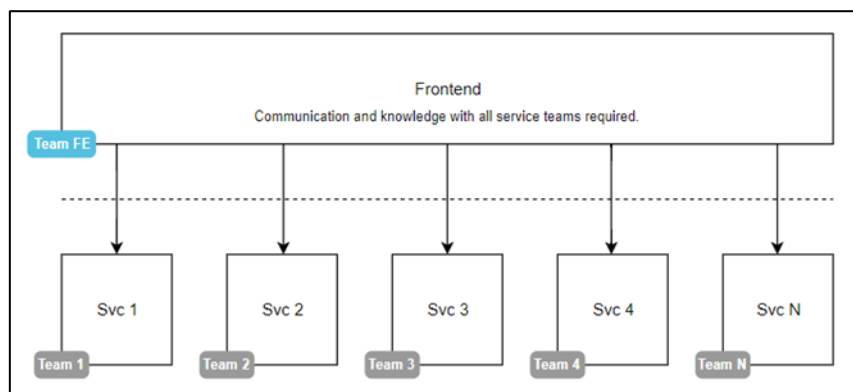 Frontend
Communication and knowledge with all service teams required.
Team FE
Svc 1
Svc 2
Svc 3
Svc 4
Svc N
Team 1
Team 2
Team 3
Team 4
Team N